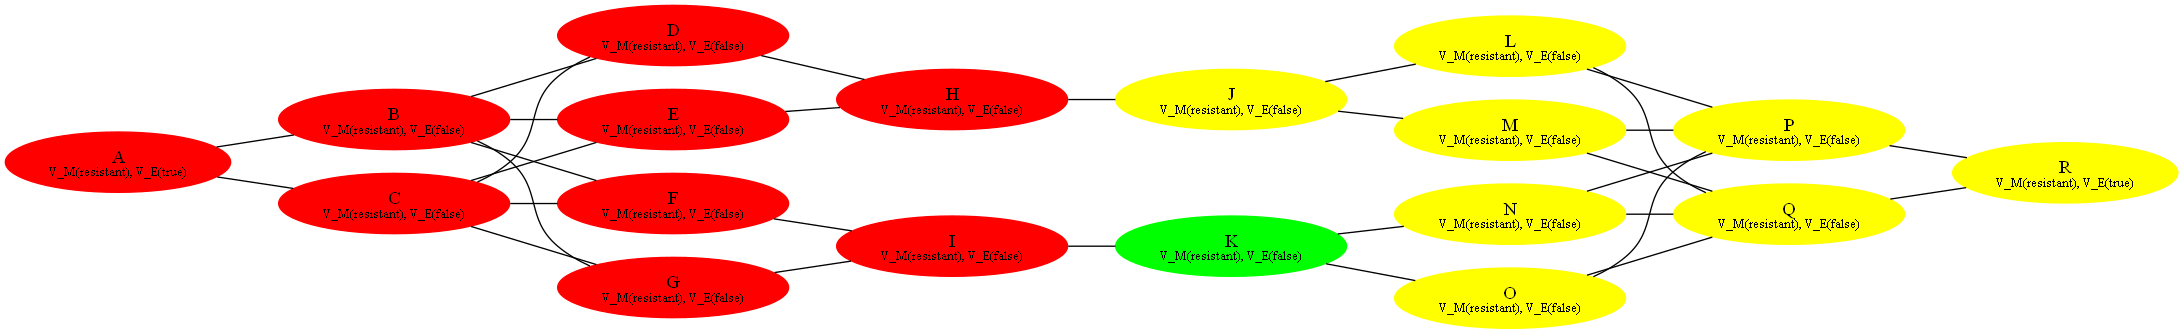 A
V_M(resistant), V_E(true)
B
V_M(resistant), V_E(false)
C
V_M(resistant), V_E(false)
D
V_M(resistant), V_E(false)
E
V_M(resistant), V_E(false)
F
V_M(resistant), V_E(false)
G
V_M(resistant), V_E(false)
H
V_M(resistant), V_E(false)
I
V_M(resistant), V_E(false)
J
V_M(resistant), V_E(false)
K
V_M(resistant), V_E(false)
L
V_M(resistant), V_E(false)
M
V_M(resistant), V_E(false)
N
V_M(resistant), V_E(false)
O
V_M(resistant), V_E(false)
P
V_M(resistant), V_E(false)
Q
V_M(resistant), V_E(false)
R
V_M(resistant), V_E(true)